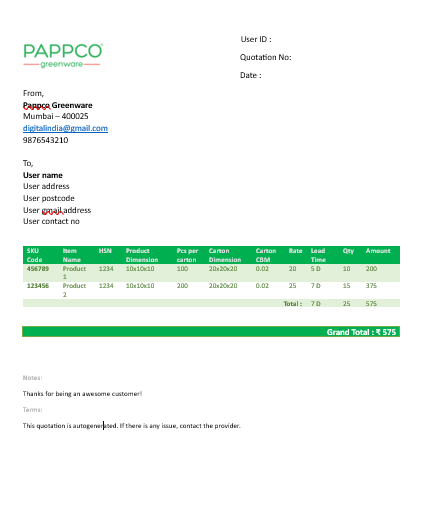 PAPPCO
greenware
User ID :
Quotation No:
Date :
From,
Pappco Greenware
Mumbai – 400025
digitalindia@gmail.com
9876543210
To,
User name
User address
User postcode
User gmail address
User contact no
SKU Code Item Name HSN Product Dimension Pcs per carton Carton Dimension Carton CBM Rate Lead Time Qty Amount
456789 Product 1 1234 10x10x10 100 20x20x20 0.02 20 5 D 10 200
123456 Product 2 1234 10x10x10 200 20x20x20 0.02 25 7 D 15 375
Total : 7 D 25 575
Grand Total : ₹ 575
Notes:
Thanks for being an awesome customer!
Terms:
This quotation is autogenerated. If there is any issue, contact the provider.